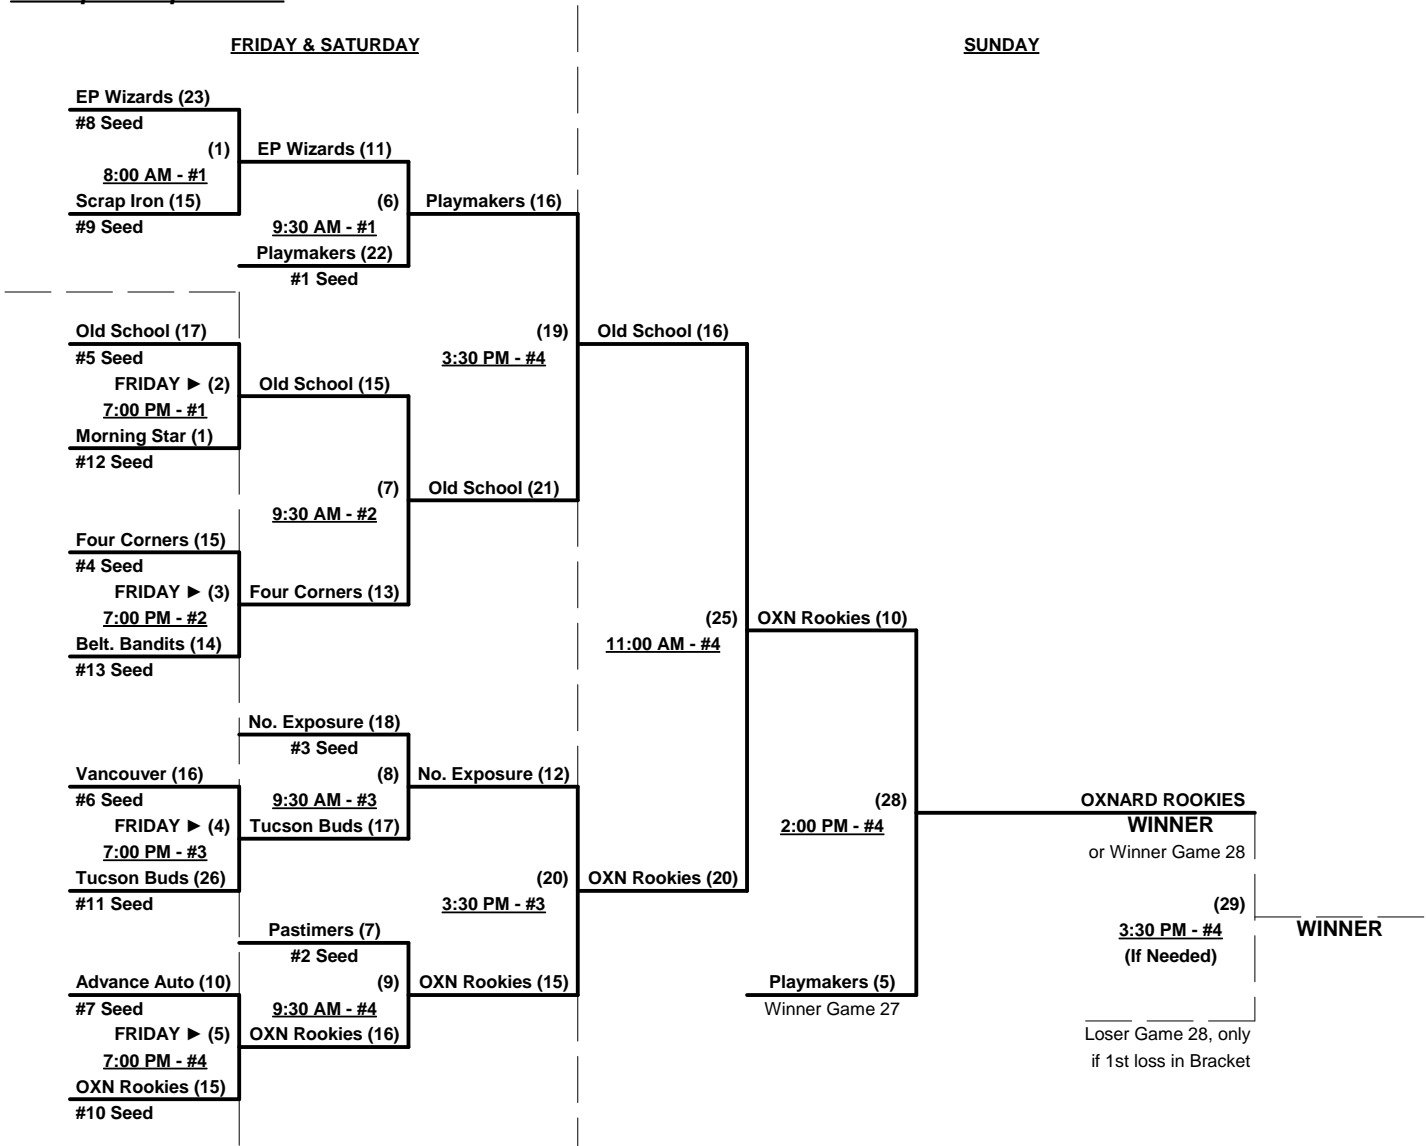 FRIDAY & SATURDAY
SUNDAY
EP Wizards (23)
#8 Seed
(1)
8:00 AM - #1
Scrap Iron (15)
#9 Seed
EP Wizards (11)
(6)
9:30 AM - #1
Playmakers (22)
#1 Seed
Playmakers (16)
Old School (17)
#5 Seed
FRIDAY ► (2)
7:00 PM - #1
Morning Star (1)
#12 Seed
Old School (15)
(7)
9:30 AM - #2
Old School (21)
(19)
3:30 PM - #4
Old School (16)
Four Corners (15)
#4 Seed
FRIDAY ► (3)
7:00 PM - #2
Belt. Bandits (14)
#13 Seed
Four Corners (13)
(25)
11:00 AM - #4
OXN Rookies (10)
No. Exposure (18)
#3 Seed
(8)
9:30 AM - #3
Tucson Buds (17)
No. Exposure (12)
Vancouver (16)
#6 Seed
FRIDAY ► (4)
7:00 PM - #3
Tucson Buds (26)
#11 Seed
(20)
3:30 PM - #3
OXN Rookies (20)
Pastimers (7)
#2 Seed
(9)
9:30 AM - #4
OXN Rookies (16)
OXN Rookies (15)
Advance Auto (10)
#7 Seed
FRIDAY ► (5)
7:00 PM - #4
OXN Rookies (15)
#10 Seed
(28)
2:00 PM - #4
Playmakers (5)
Winner Game 27
OXNARD ROOKIES
WINNER
or Winner Game 28
(29)
3:30 PM - #4
(If Needed)
WINNER
Loser Game 28, only
if 1st loss in Bracket